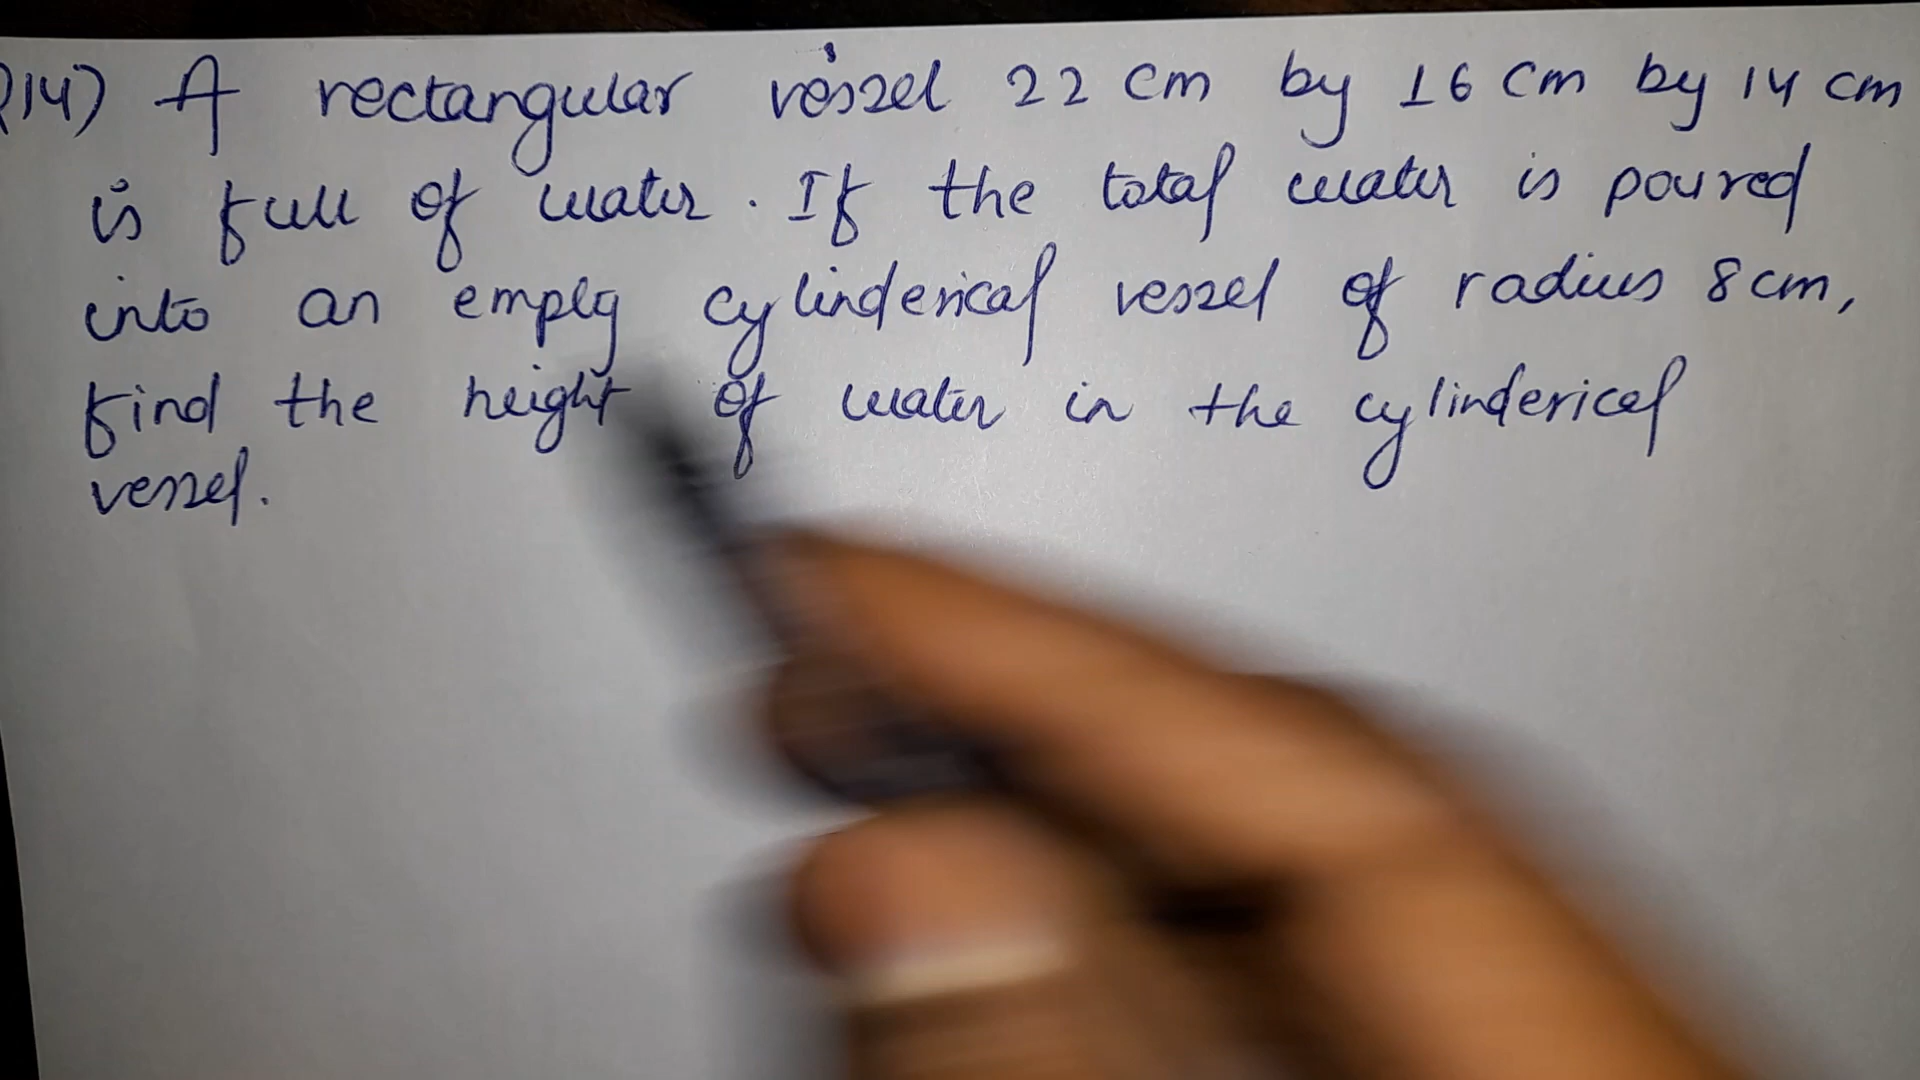 Q14) A rectangular vessel 22 cm by 16 cm by 14 cm
is full of water. If the total water is poured
into an empty cylinderical vessel of radius 8 cm,
find the height of water in the cylinderical
vessel.